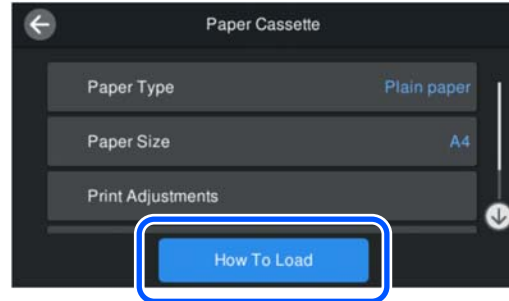 Paper Cassette
Paper Type Plain paper
Paper Size A4
Print Adjustments
How To Load